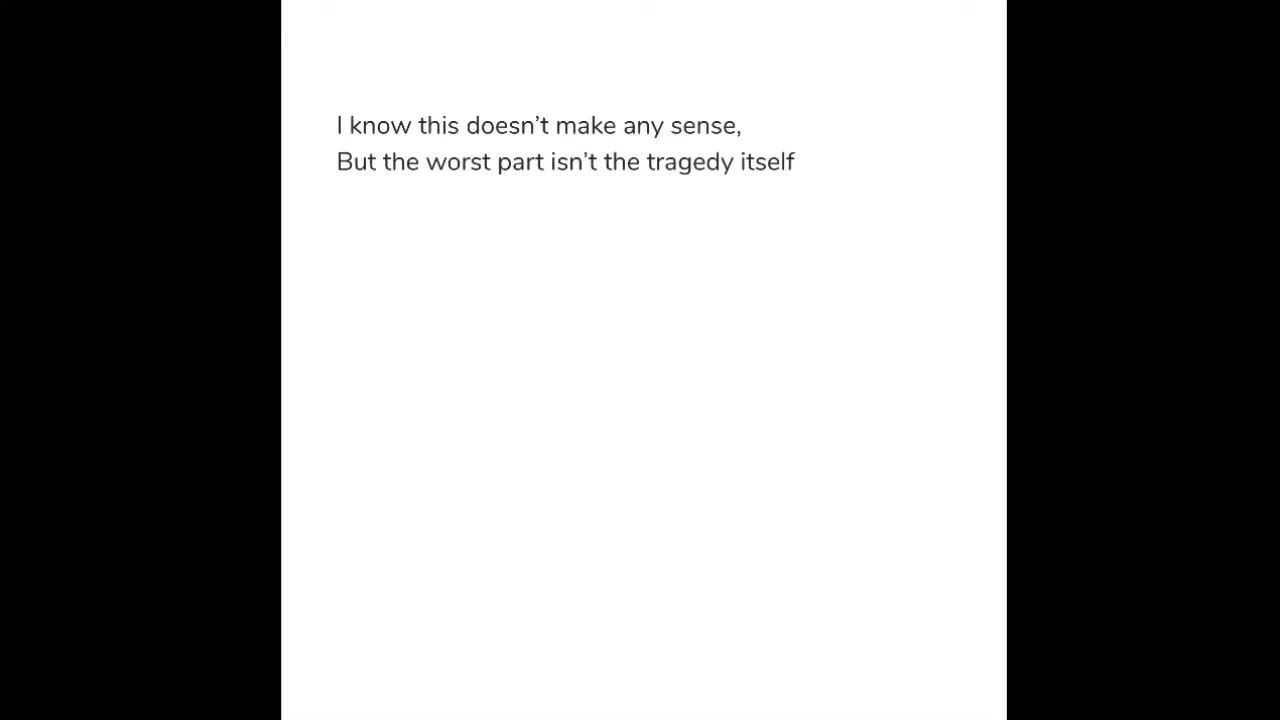 I know this doesn’t make any sense,
But the worst part isn’t the tragedy itself